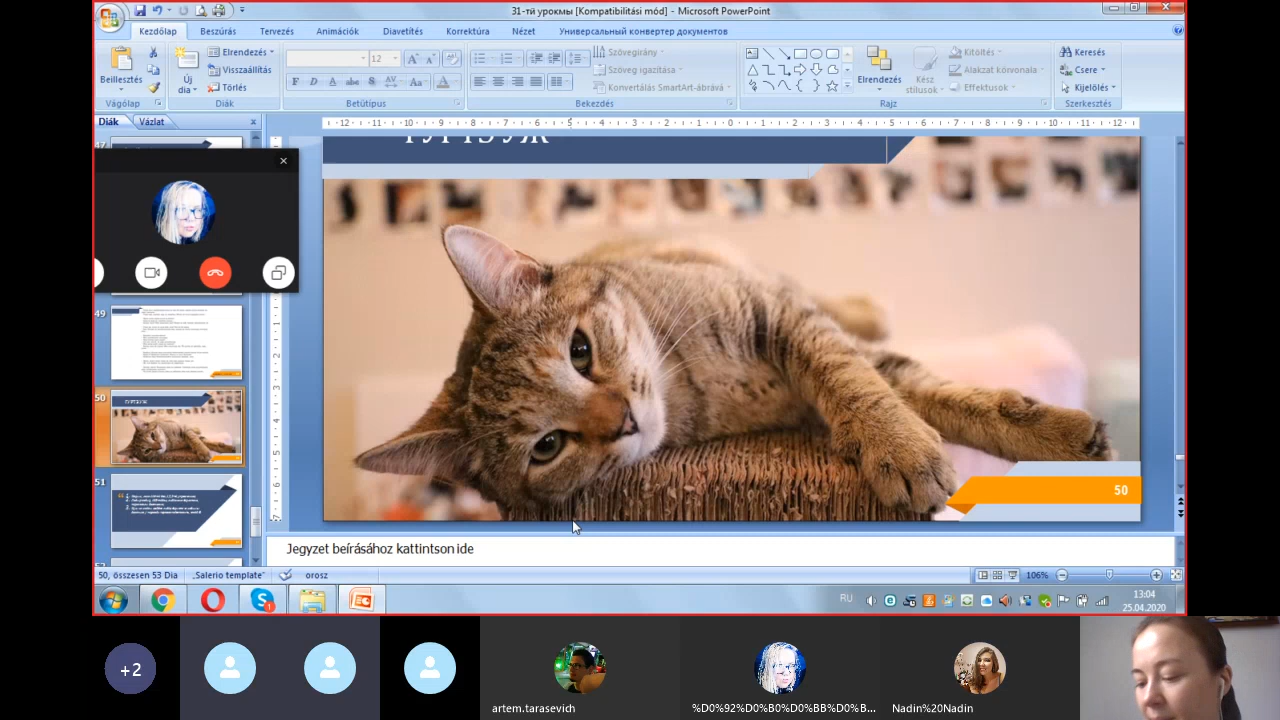 31-тӥ урокмы [Kompatibilitási mód] - Microsoft PowerPoint
Kezdőlap Beszúrás Tervezés Animációk Diavetítés Korrektúra Nézet Универсальный конвертер документов
Beillesztés
Új dia
Elrendezés
Visszaállítás
Törlés
12
Szövegirány
Szöveg igazítása
Konvertálás SmartArt-ábrává
Elrendezés
Kész stílusok
Kitöltés
Alakzat körvonala
Effektusok
Keresés
Csere
Kijelölés
Vágólap Diák Betűtípus Bekezdés Rajz Szerkesztés
Diák Vázlat
47
49
50
51
50
Jegyzet beírásához kattintson ide
50, összesen 53 Dia „Salerio template” orosz 106%
RU 13:04
25.04.2020
+2
artem.tarasevich
%D0%92%D0%B0%D0%BB%D0%B...
Nadin%20Nadin